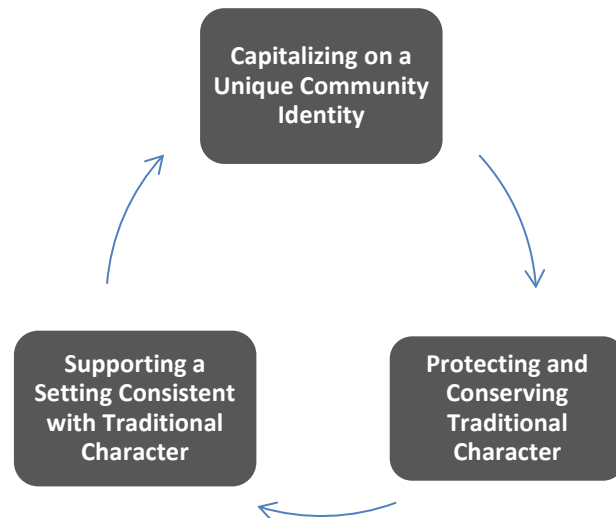 Capitalizing on a
Unique Community
Identity
Supporting a
Setting Consistent
with Traditional
Character
Protecting and
Conserving
Traditional
Character